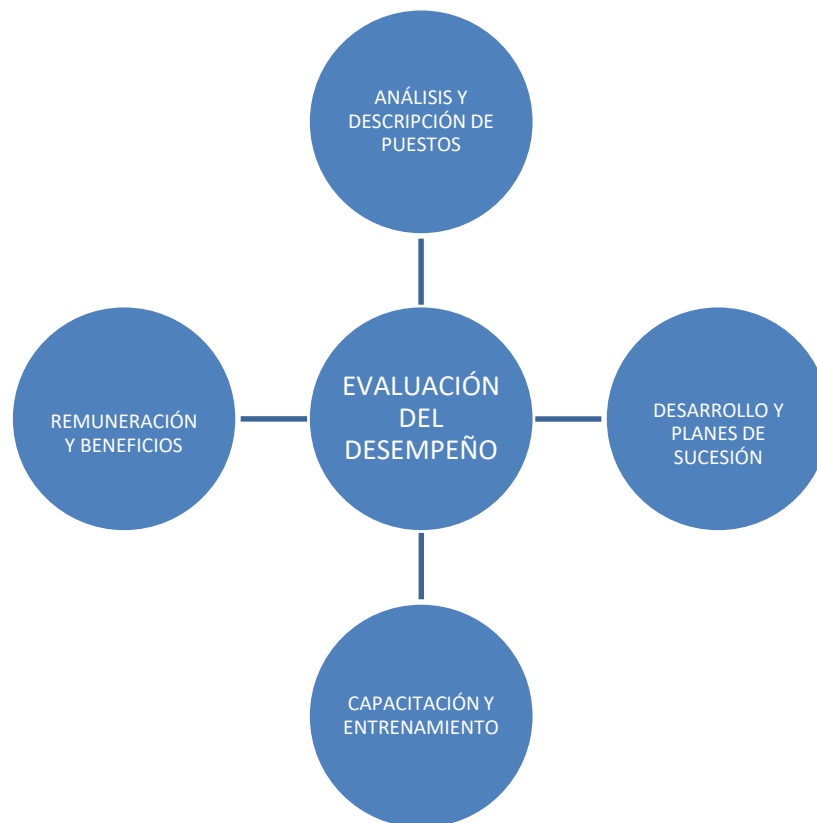 ANÁLISIS Y
DESCRIPCIÓN DE
PUESTOS
REMUNERACIÓN
Y BENEFICIOS
EVALUACIÓN
DEL
DESEMPEÑO
DESARROLLO Y
PLANES DE
SUCESIÓN
CAPACITACIÓN Y
ENTRENAMIENTO